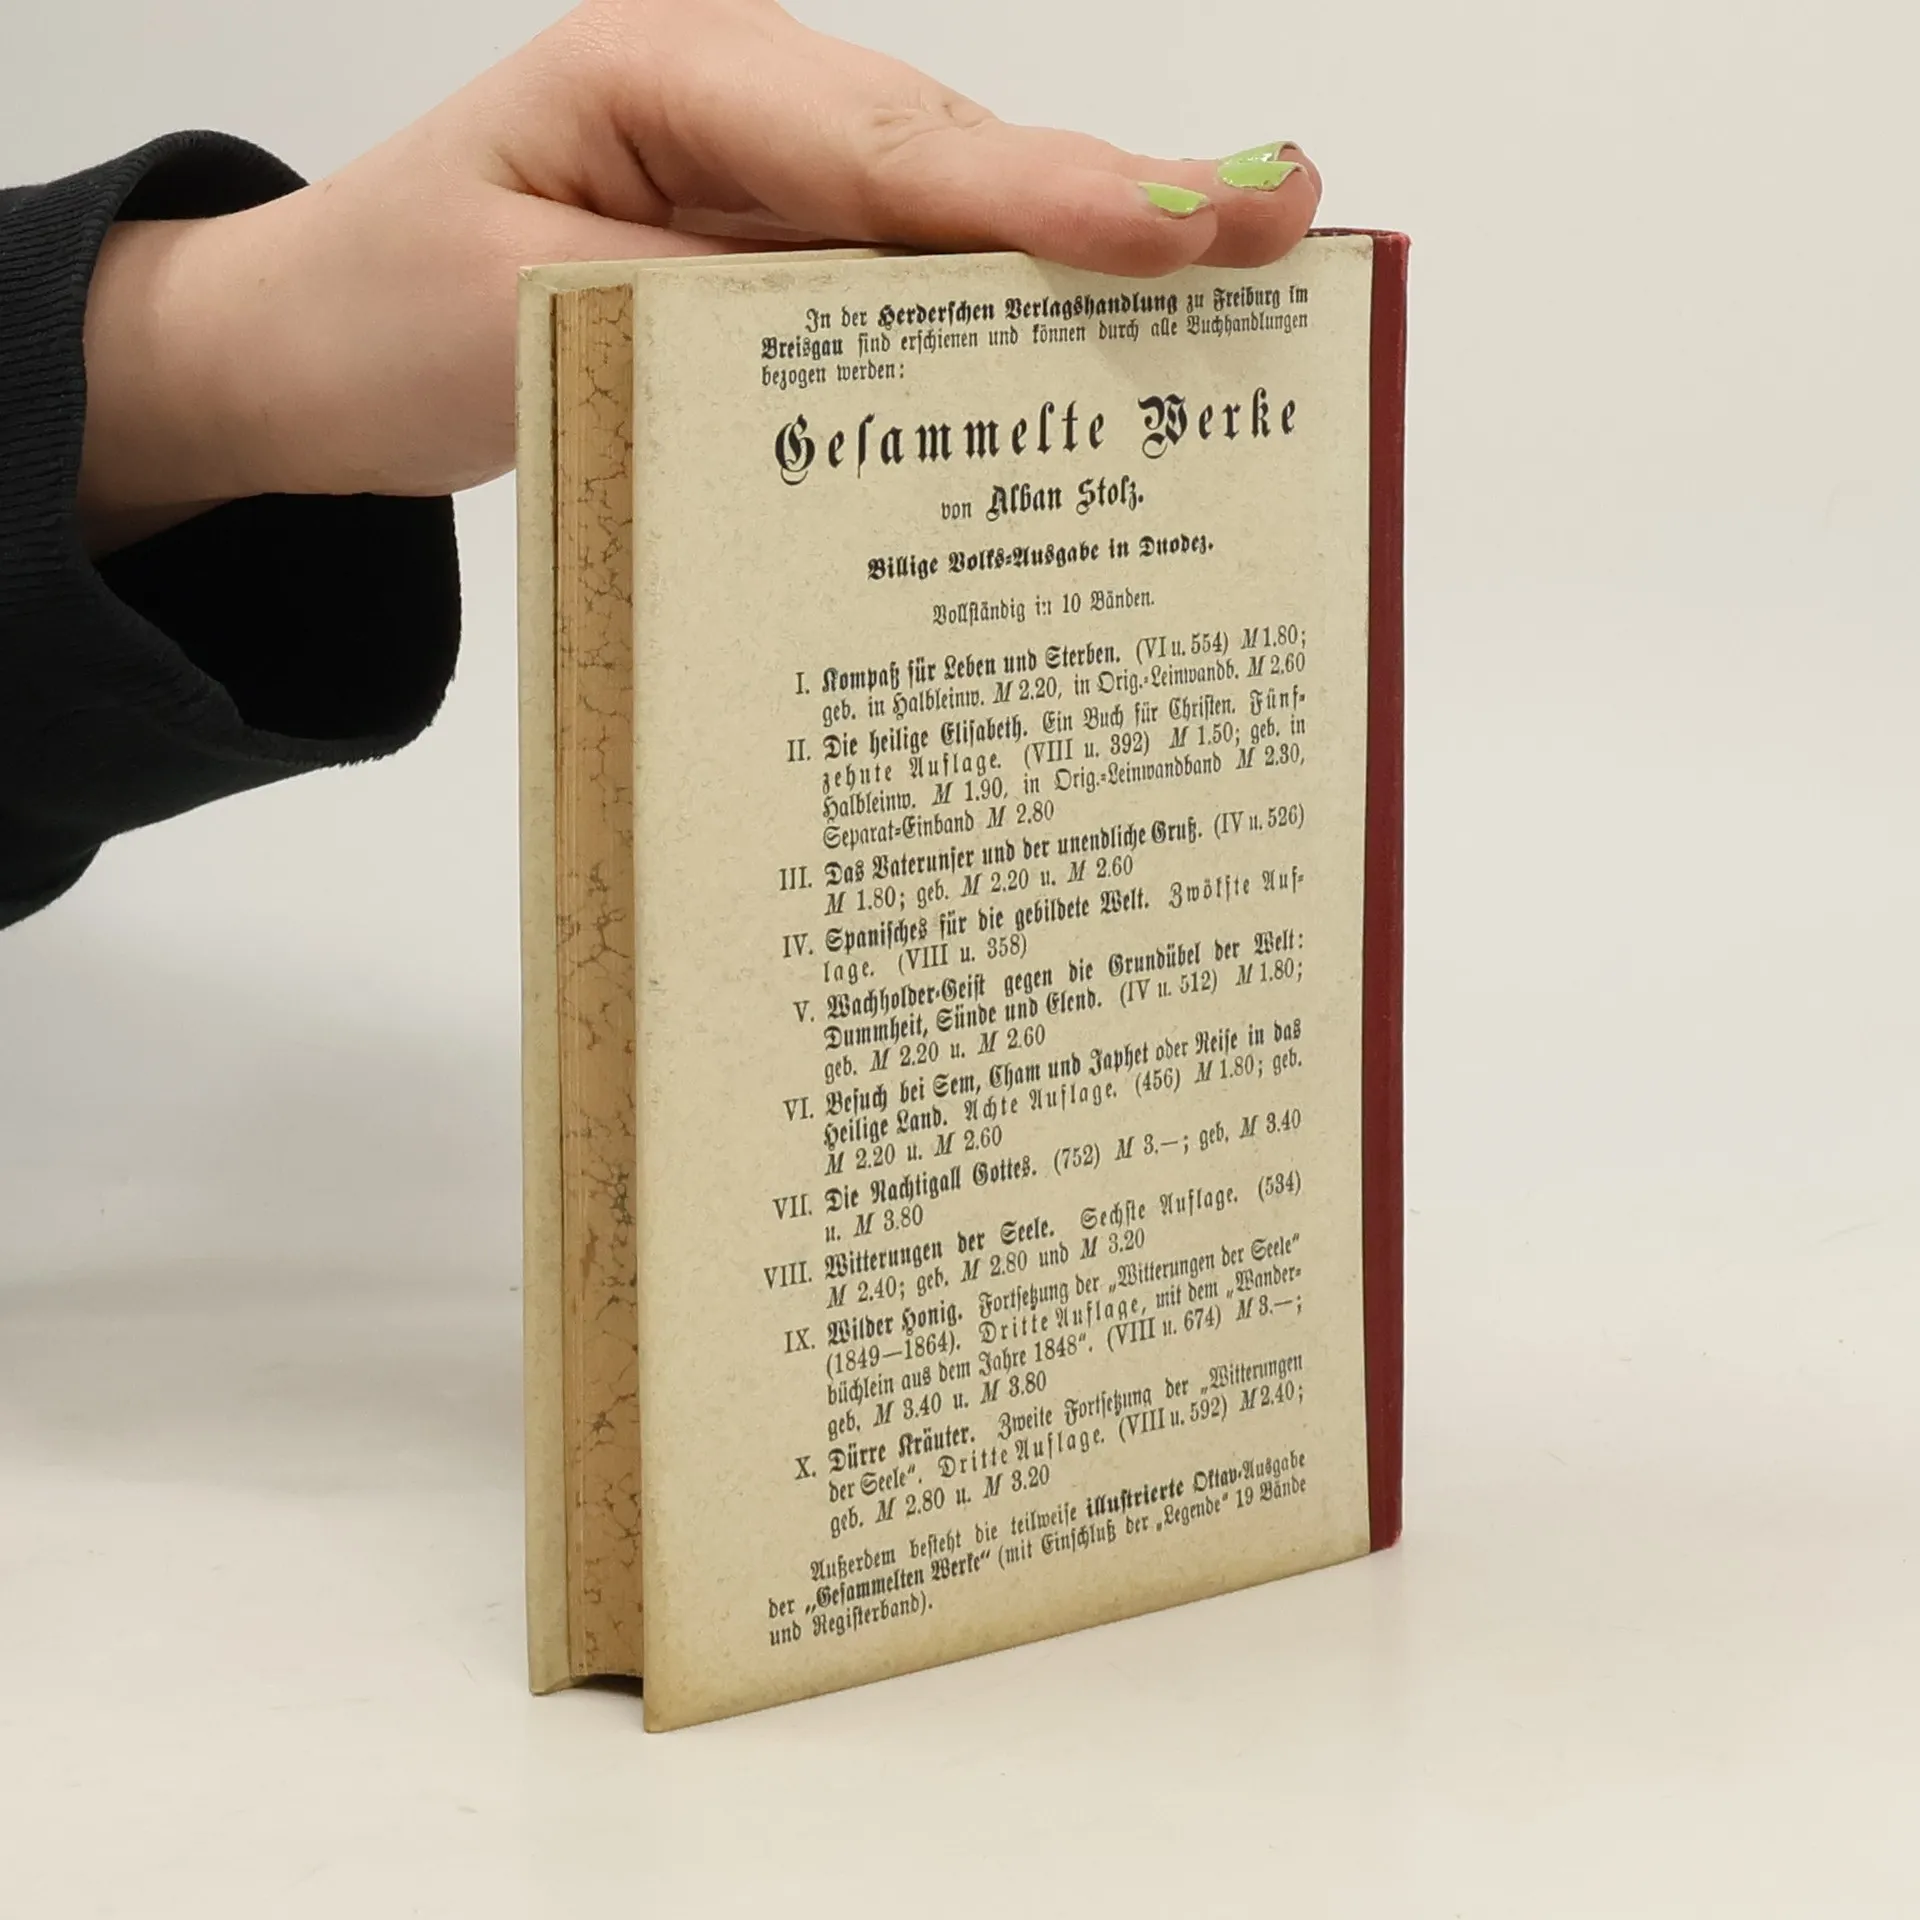 In der Herderschen Verlagshandlung zu Freiburg im
Breisgau sind erschienen und können durch alle Buchhandlungen
bezogen werden:
Gesammelte Werke
von Alban Stolz.
Billige Volks-Ausgabe in Duodez.
Vollständig in 10 Bänden.
I. Kompaß für Leben und Sterben. (VI u. 554) M 1.80;
geb. in Halbleinw. M 2.20, in Orig.-Leinwandb. M 2.60
II. Die heilige Elisabeth. Ein Buch für Christen. Fünf-
zehnte Auflage. (VIII u. 392) M 1.50; geb. in
Halbleinw. M 1.90, in Orig.-Leinwandband M 2.30,
Separat-Einband M 2.80
III. Das Vaterunser und der unendliche Gruß. (IV u. 526)
M 1.80; geb. M 2.20 u. M 2.60
IV. Spanisches für die gebildete Welt. Zwölfte Auf-
lage. (VIII u. 358)
V. Wachholder-Geist gegen die Grundübel der Welt:
Dummheit, Sünde und Elend. (IV u. 512) M 1.80;
geb. M 2.20 u. M 2.60
VI. Besuch bei Sem, Cham und Japhet oder Reise in das
Heilige Land. Achte Auflage. (456) M 1.80; geb.
M 2.20 u. M 2.60
VII. Die Nachtigall Gottes. (752) M 3.—; geb. M 3.40
u. M 3.80
VIII. Witterungen der Seele. Sechste Auflage. (534)
M 2.40; geb. M 2.80 und M 3.20
IX. Wilder Honig. Fortsetzung der „Witterungen der Seele“
(1849—1864). Dritte Auflage, mit dem „Wander-
büchlein aus dem Jahre 1848“. (VIII u. 674) M 3.—;
geb. M 3.40 u. M 3.80
X. Dürre Kräuter. Zweite Fortsetzung der „Witterungen
der Seele“. Dritte Auflage. (VIII u. 592) M 2.40;
geb. M 2.80 u. M 3.20
Außerdem besteht die teilweise illustrierte Oktav-Ausgabe
der „Gesammelten Werke“ (mit Einschluß der „Legende“ 19 Bände
und Registerband).